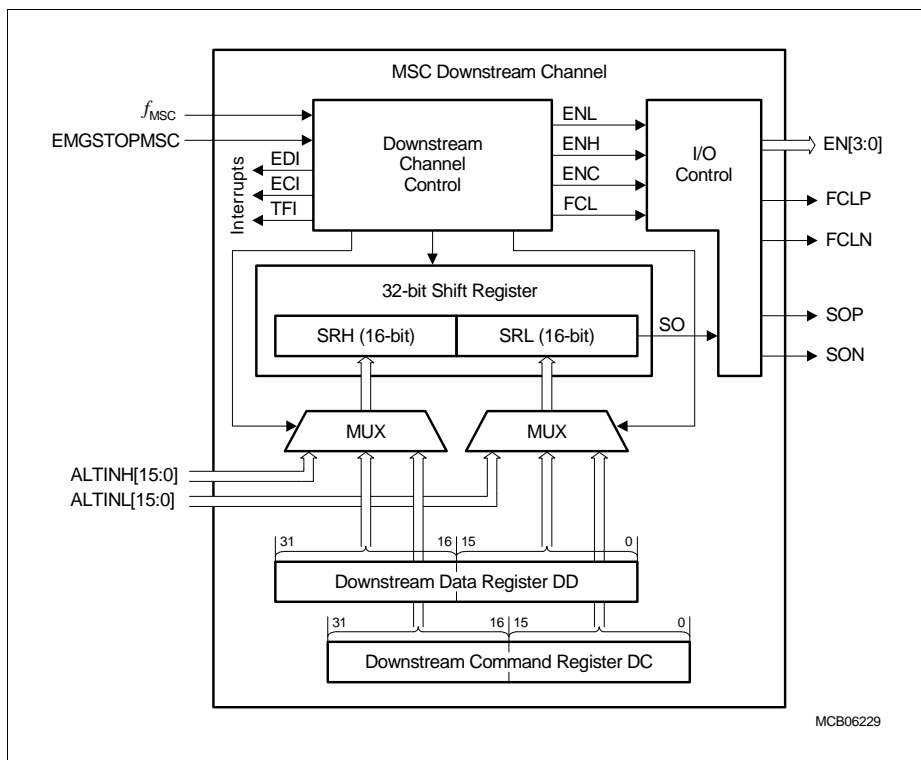 MSC Downstream Channel
fMSC
EMGSTOPMSC
Interrupts
EDI
ECI
TFI
Downstream
Channel
Control
ENL
ENH
ENC
FCL
I/O
Control
EN[3:0]
FCLP
FCLN
SOP
SON
32-bit Shift Register
SRH (16-bit)
SRL (16-bit)
SO
MUX
MUX
ALTINH[15:0]
ALTINL[15:0]
31
16
15
0
Downstream Data Register DD
31
16
15
0
Downstream Command Register DC
MCB06229